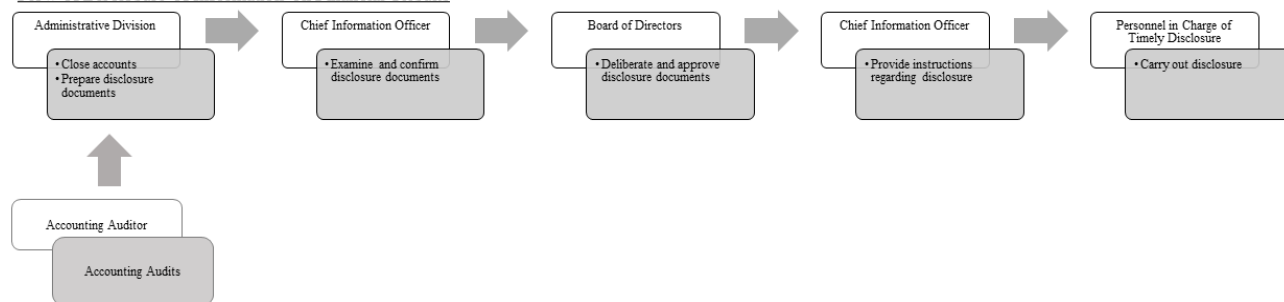 Administrative Division
• Close accounts
• Prepare disclosure
documents
Chief Information Officer
• Examine and confirm
disclosure documents
Board of Directors
• Deliberate and approve
disclosure documents
Chief Information Officer
• Provide instructions
regarding disclosure
Personnel in Charge of
Timely Disclosure
• Carry out disclosure
Accounting Auditor
Accounting Audits